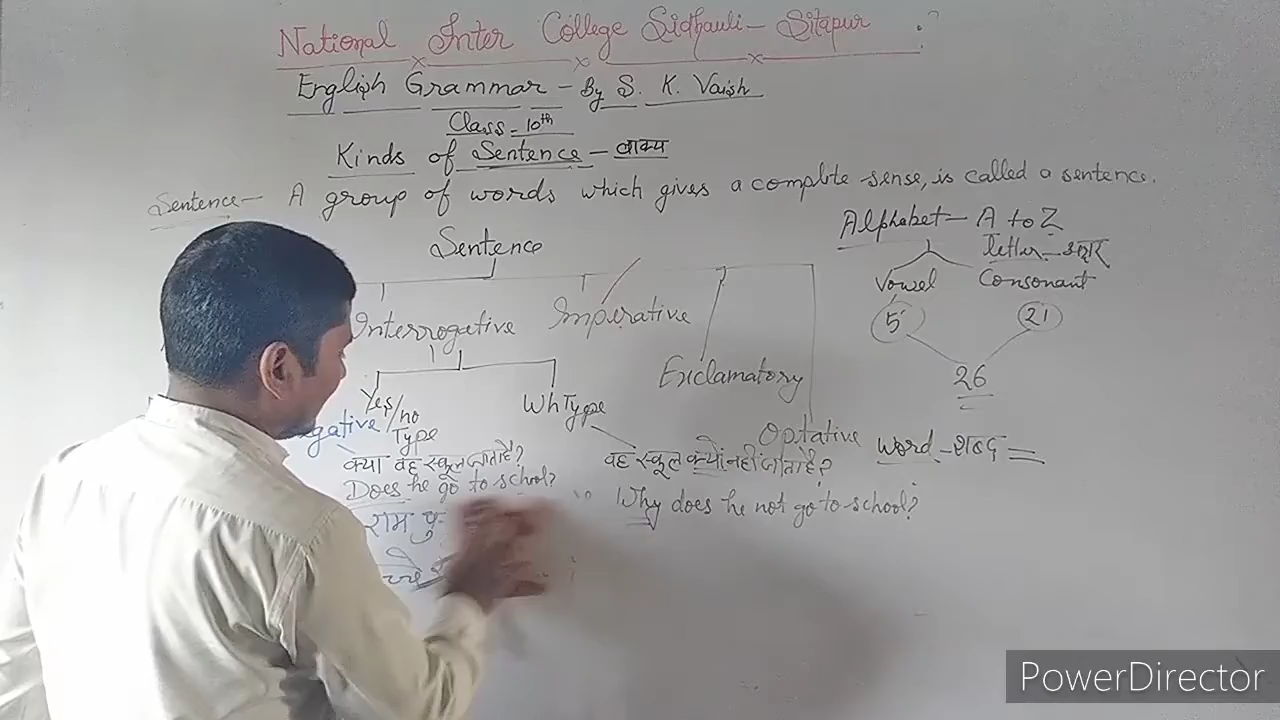 National Inter College Sidhauli - Sitapur
English Grammar - By S. K. Vaish
Class - 10th
Kinds of Sentence - वाक्य
Sentence - A group of words which gives a complete sense, is called a sentence.
Alphabet - A to Z
letter - अक्षर
Sentence
Vowel Consonant
5 21
26
Interrogative Imperative
Exclamatory
Yes/no Type
Wh Type
gative
Optative
word - शब्द =
क्या वह स्कूल जाता है?
वह स्कूल क्यों नहीं जाता है?
Does he go to school?
Why does he not go to school?
राम
PowerDirector